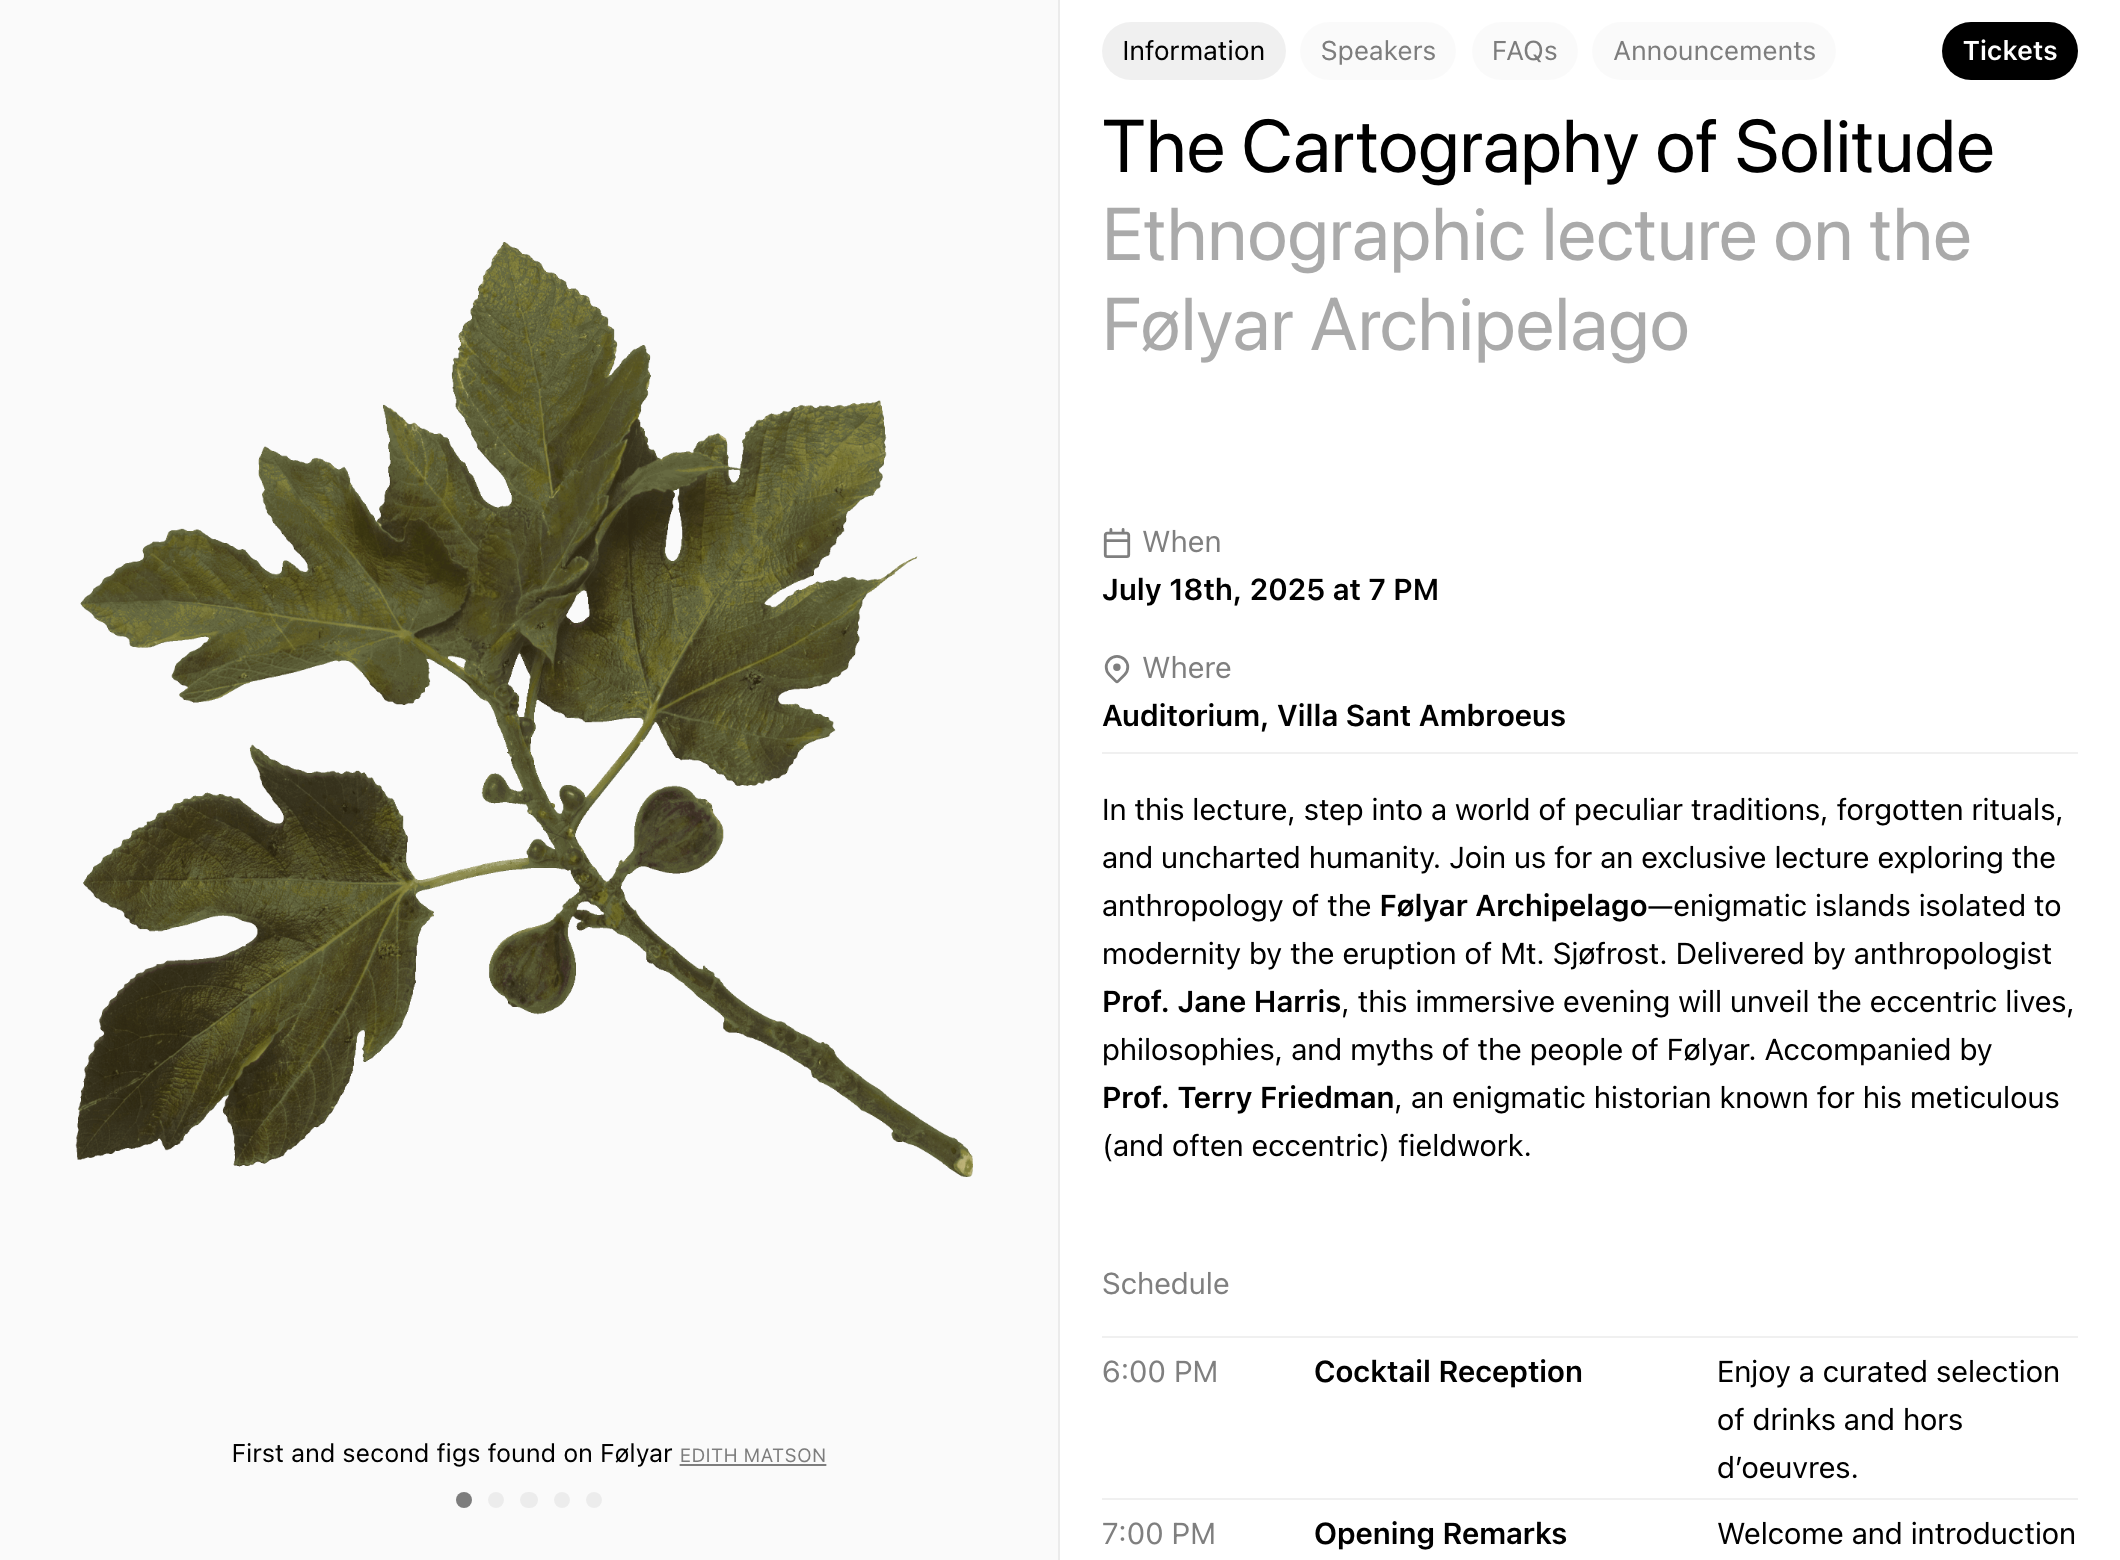 Information Speakers FAQs Announcements Tickets
The Cartography of Solitude
Ethnographic lecture on the
Følyar Archipelago
When
July 18th, 2025 at 7 PM
Where
Auditorium, Villa Sant Ambroeus
In this lecture, step into a world of peculiar traditions, forgotten rituals,
and uncharted humanity. Join us for an exclusive lecture exploring the
anthropology of the Følyar Archipelago—enigmatic islands isolated to
modernity by the eruption of Mt. Sjøfrost. Delivered by anthropologist
Prof. Jane Harris, this immersive evening will unveil the eccentric lives,
philosophies, and myths of the people of Følyar. Accompanied by
Prof. Terry Friedman, an enigmatic historian known for his meticulous
(and often eccentric) fieldwork.
Schedule
6:00 PM Cocktail Reception Enjoy a curated selection
of drinks and hors
d’oeuvres.
7:00 PM Opening Remarks Welcome and introduction
First and second figs found on Følyar EDITH MATSON